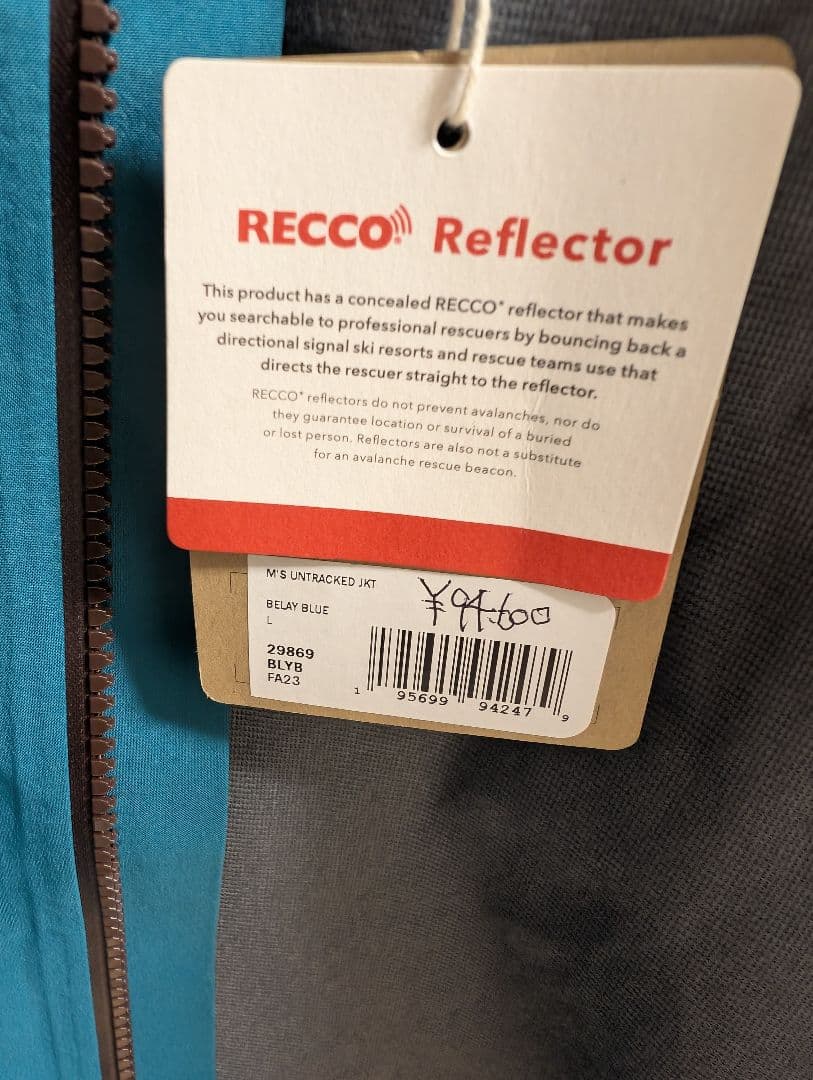 RECCO® Reflector
This product has a concealed RECCO® reflector that makes
you searchable to professional rescuers by bouncing back a
directional signal ski resorts and rescue teams use that
directs the rescuer straight to the reflector.
RECCO® reflectors do not prevent avalanches, nor do
they guarantee location or survival of a buried
or lost person. Reflectors are also not a substitute
for an avalanche rescue beacon.
M'S UNTRACKED JKT
¥94.600
BELAY BLUE
L
29869
BLYB
FA23
1 95699 94247 9